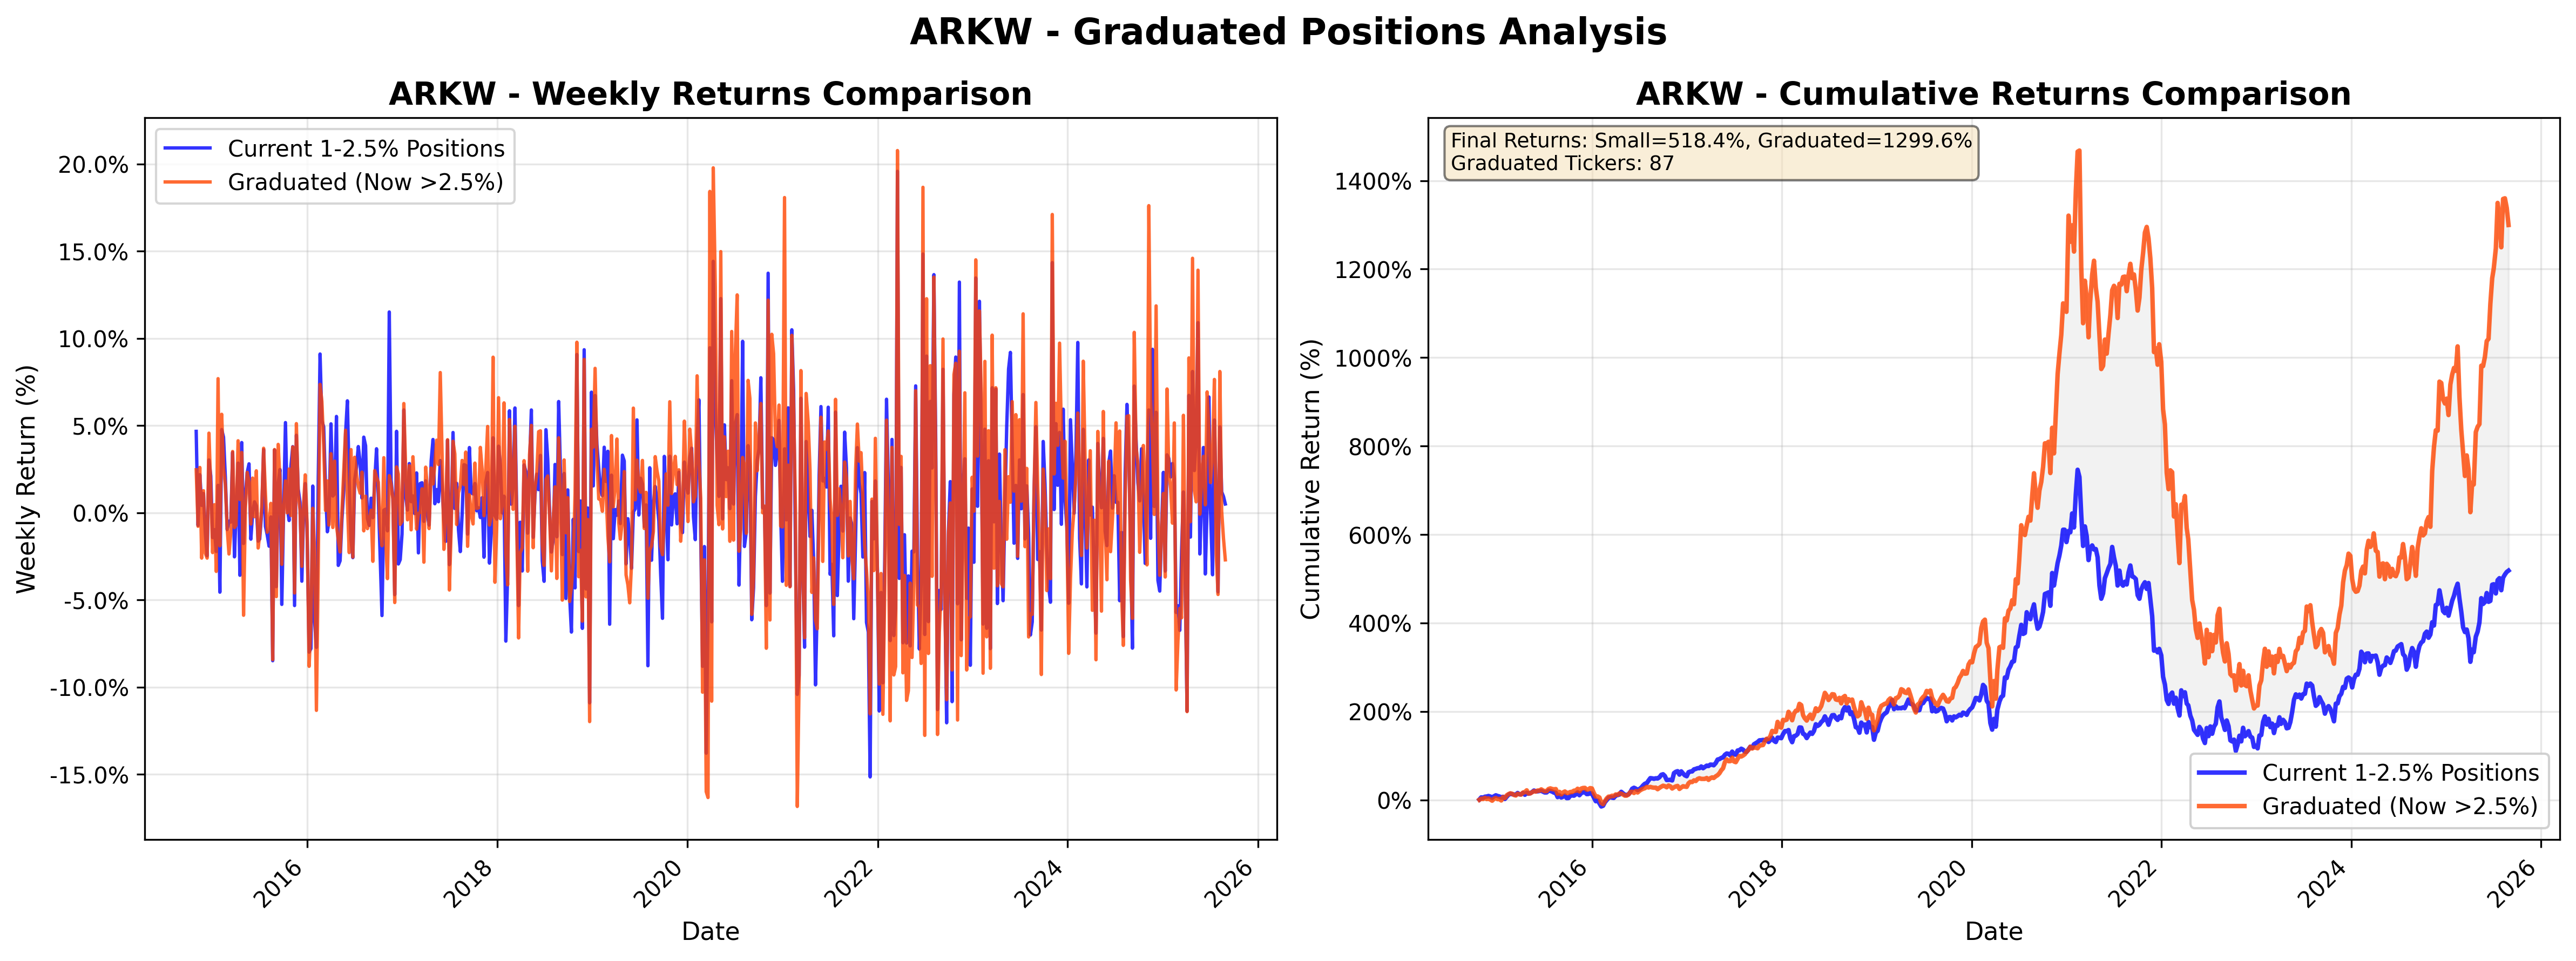 ARKW - Graduated Positions Analysis
ARKW - Weekly Returns Comparison
Current 1-2.5% Positions
Graduated (Now >2.5%)
Weekly Return (%)
20.0%
15.0%
10.0%
5.0%
0.0%
-5.0%
-10.0%
-15.0%
2016
2018
2020
2022
2024
2026
Date
ARKW - Cumulative Returns Comparison
Final Returns: Small=518.4%, Graduated=1299.6%
Graduated Tickers: 87
Cumulative Return (%)
1400%
1200%
1000%
800%
600%
400%
200%
0%
Current 1-2.5% Positions
Graduated (Now >2.5%)
2016
2018
2020
2022
2024
2026
Date